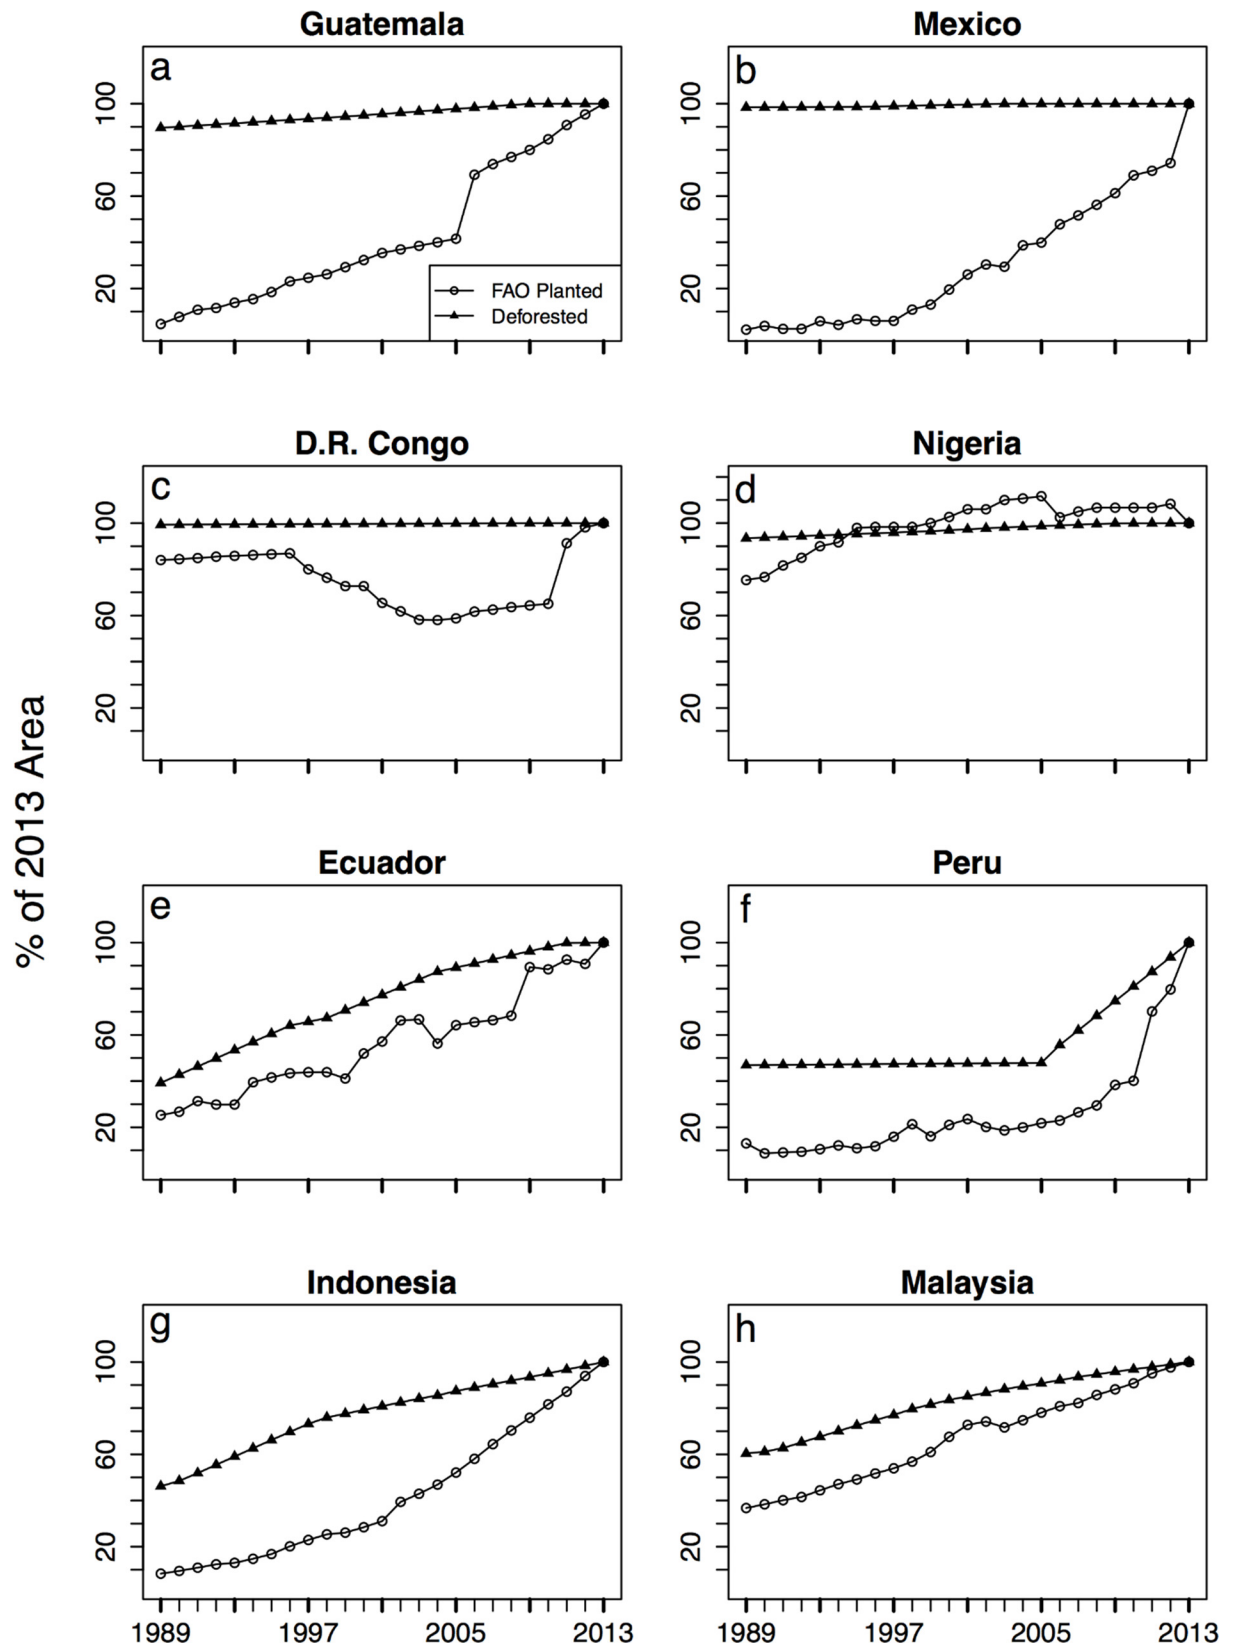 Guatemala
Mexico
a
100
60
20
FAO Planted
Deforested
b
100
60
20
D.R. Congo
Nigeria
c
100
60
20
d
100
60
20
% of 2013 Area
Ecuador
Peru
e
100
60
20
f
100
60
20
Indonesia
Malaysia
g
100
60
20
h
100
60
20
1989 1997 2005 2013
1989 1997 2005 2013